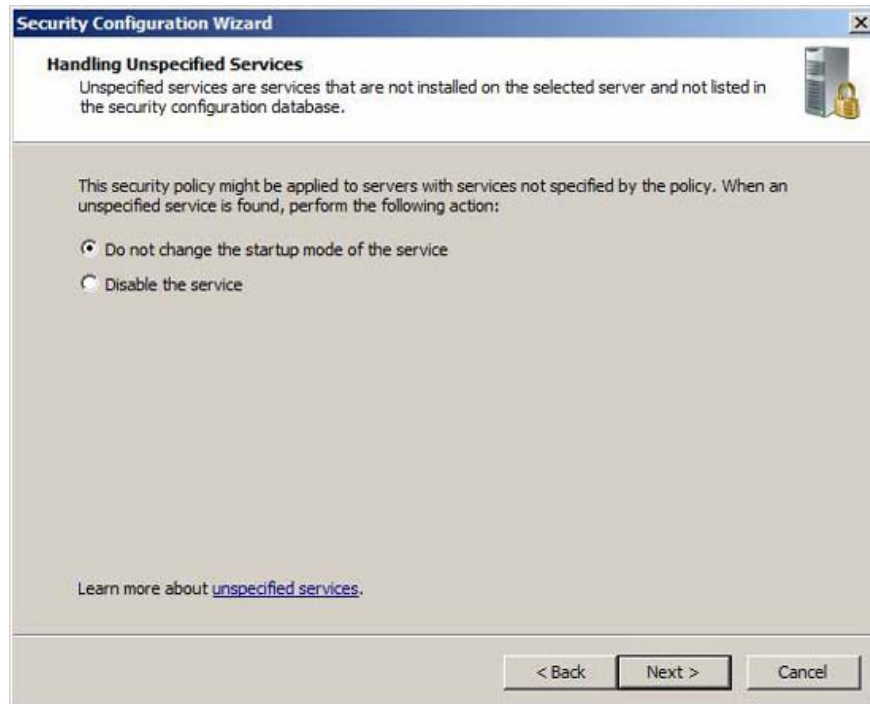 Security Configuration Wizard
Handling Unspecified Services
Unspecified services are services that are not installed on the selected server and not listed in
the security configuration database.
This security policy might be applied to servers with services not specified by the policy. When an
unspecified service is found, perform the following action:
Do not change the startup mode of the service
Disable the service
Learn more about unspecified services.
< Back Next > Cancel